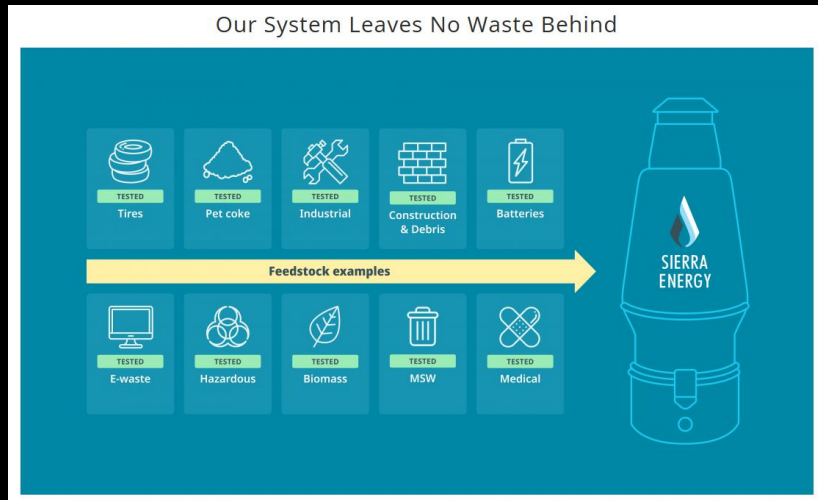 Our System Leaves No Waste Behind
TESTED
Tires
TESTED
Pet coke
TESTED
Industrial
TESTED
Construction
& Debris
TESTED
Batteries
Feedstock examples
TESTED
E-waste
TESTED
Hazardous
TESTED
Biomass
TESTED
MSW
TESTED
Medical
SIERRA
ENERGY